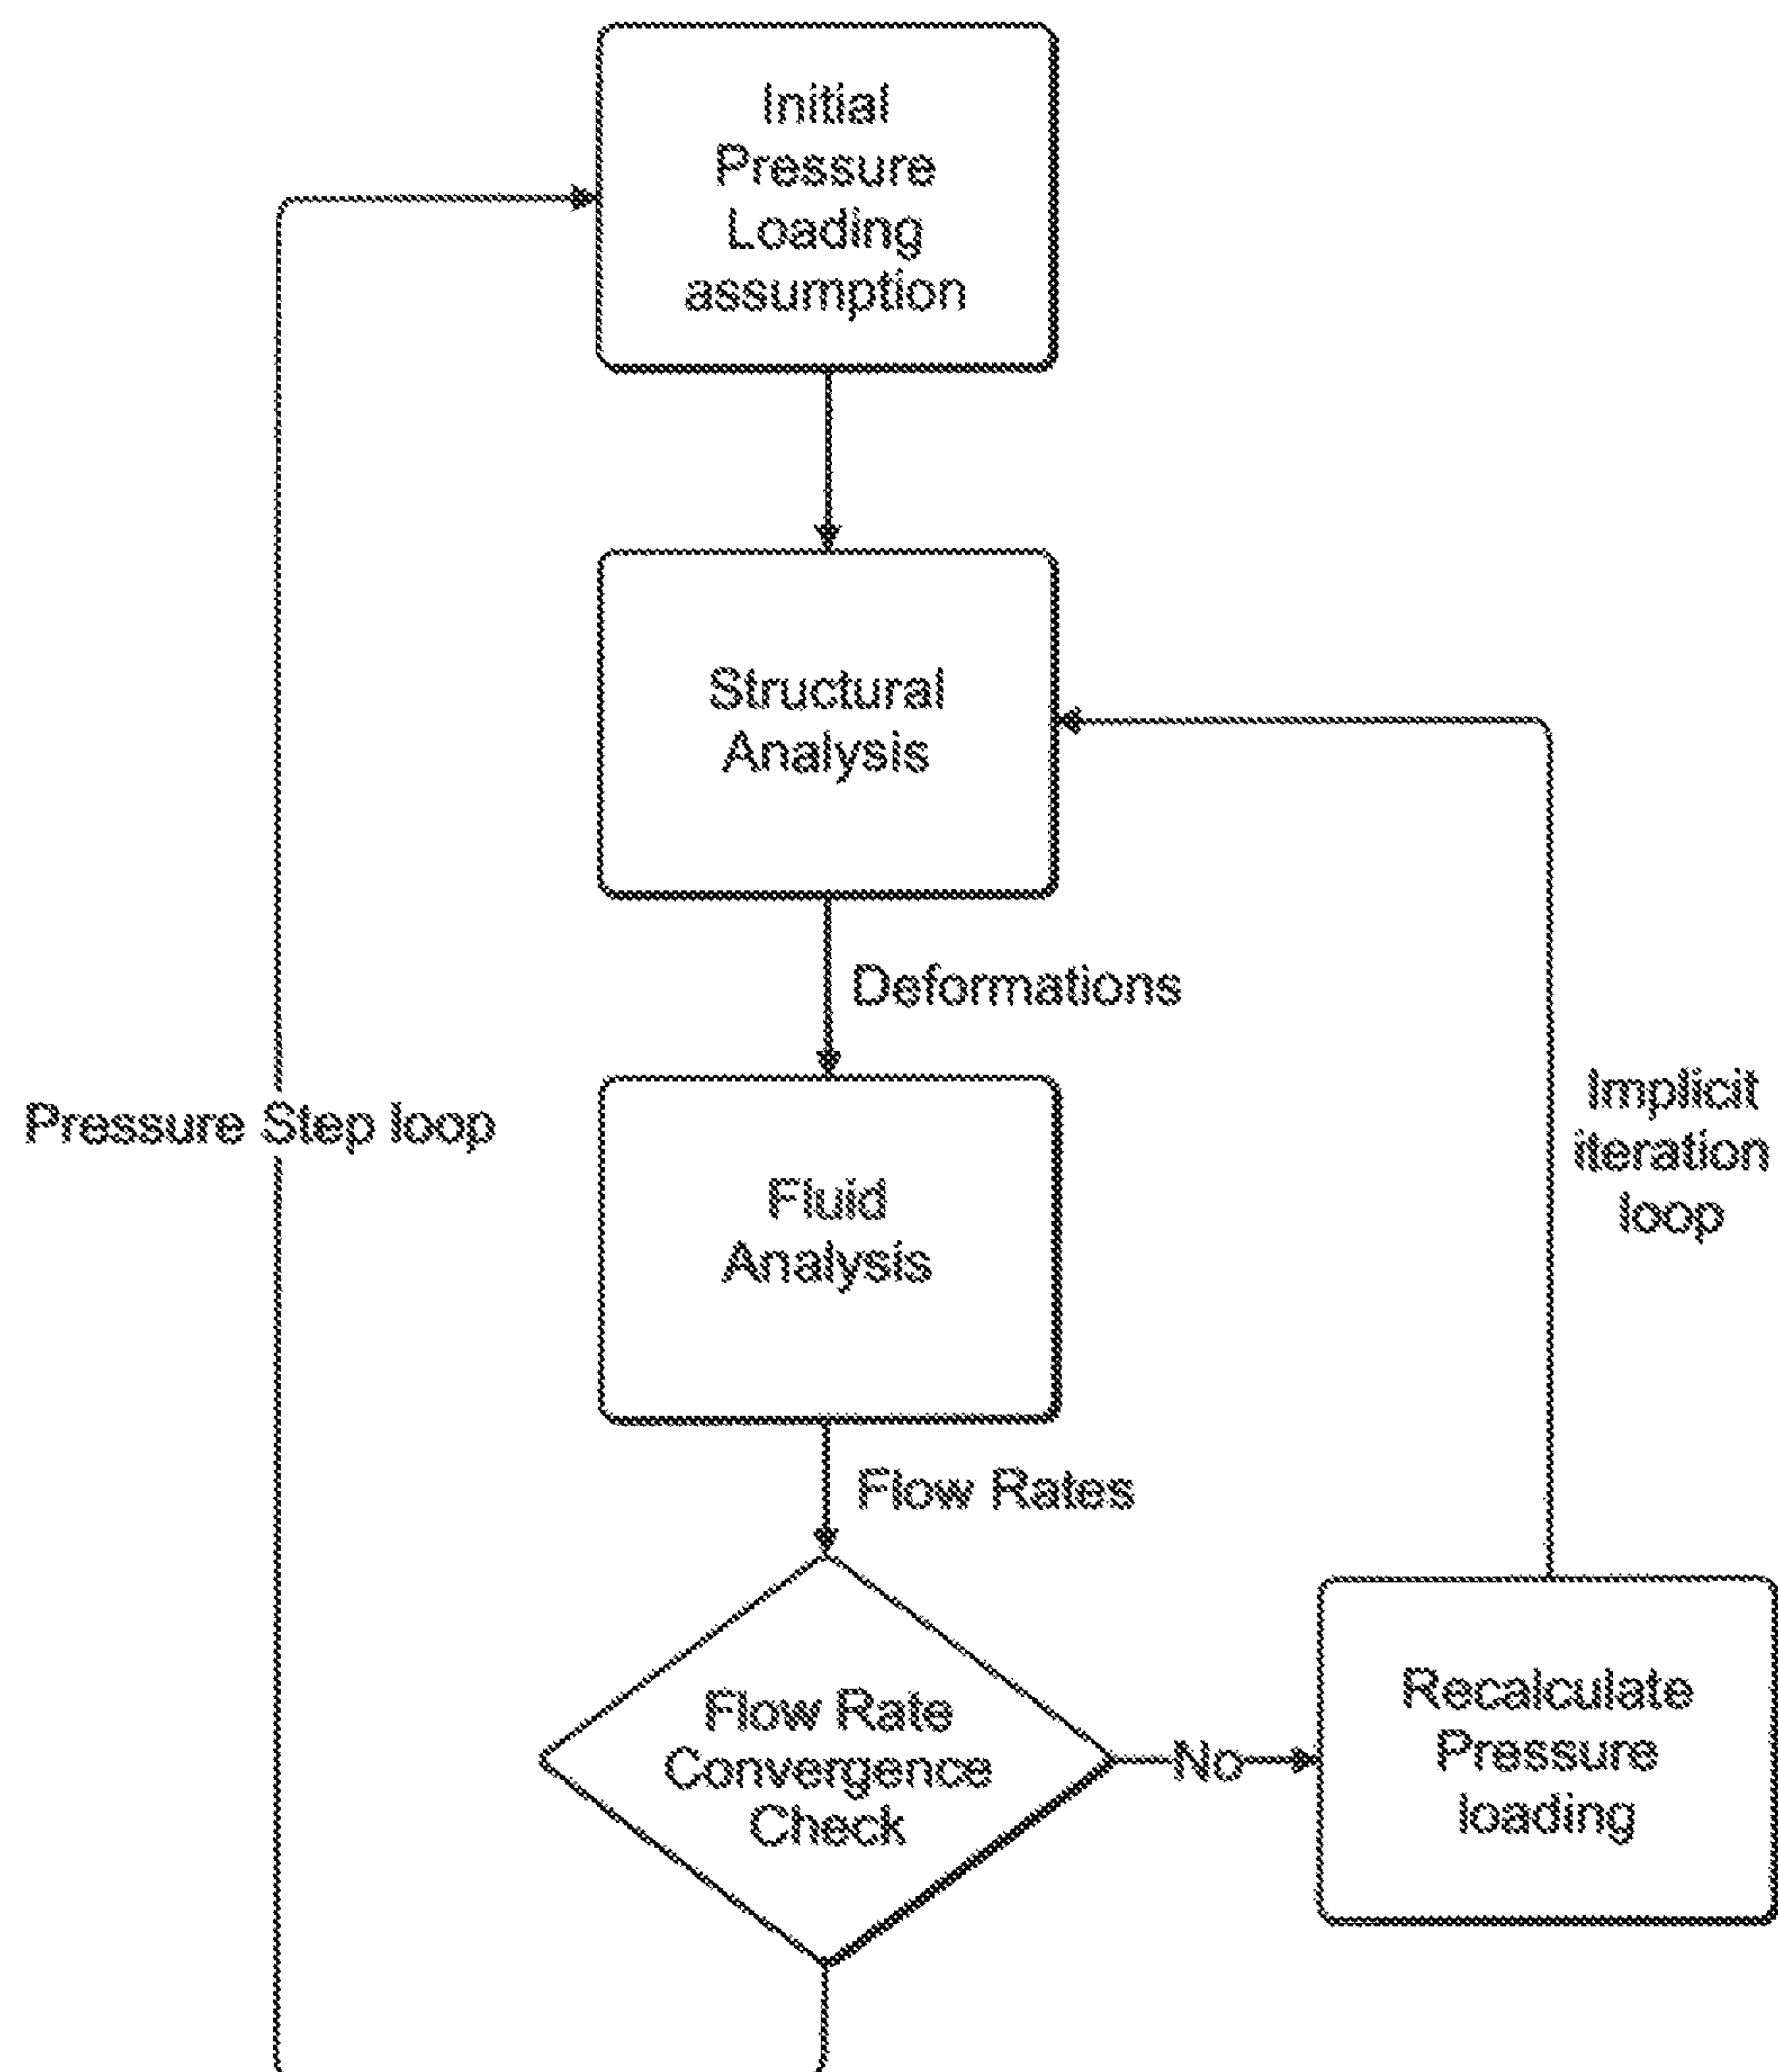 Initial
Pressure
Loading
assumption
Structural
Analysis
Deformations
Pressure Step loop
Implicit
iteration
loop
Fluid
Analysis
Flow Rates
Flow Rate
Convergence
Check
No
Recalculate
Pressure
loading